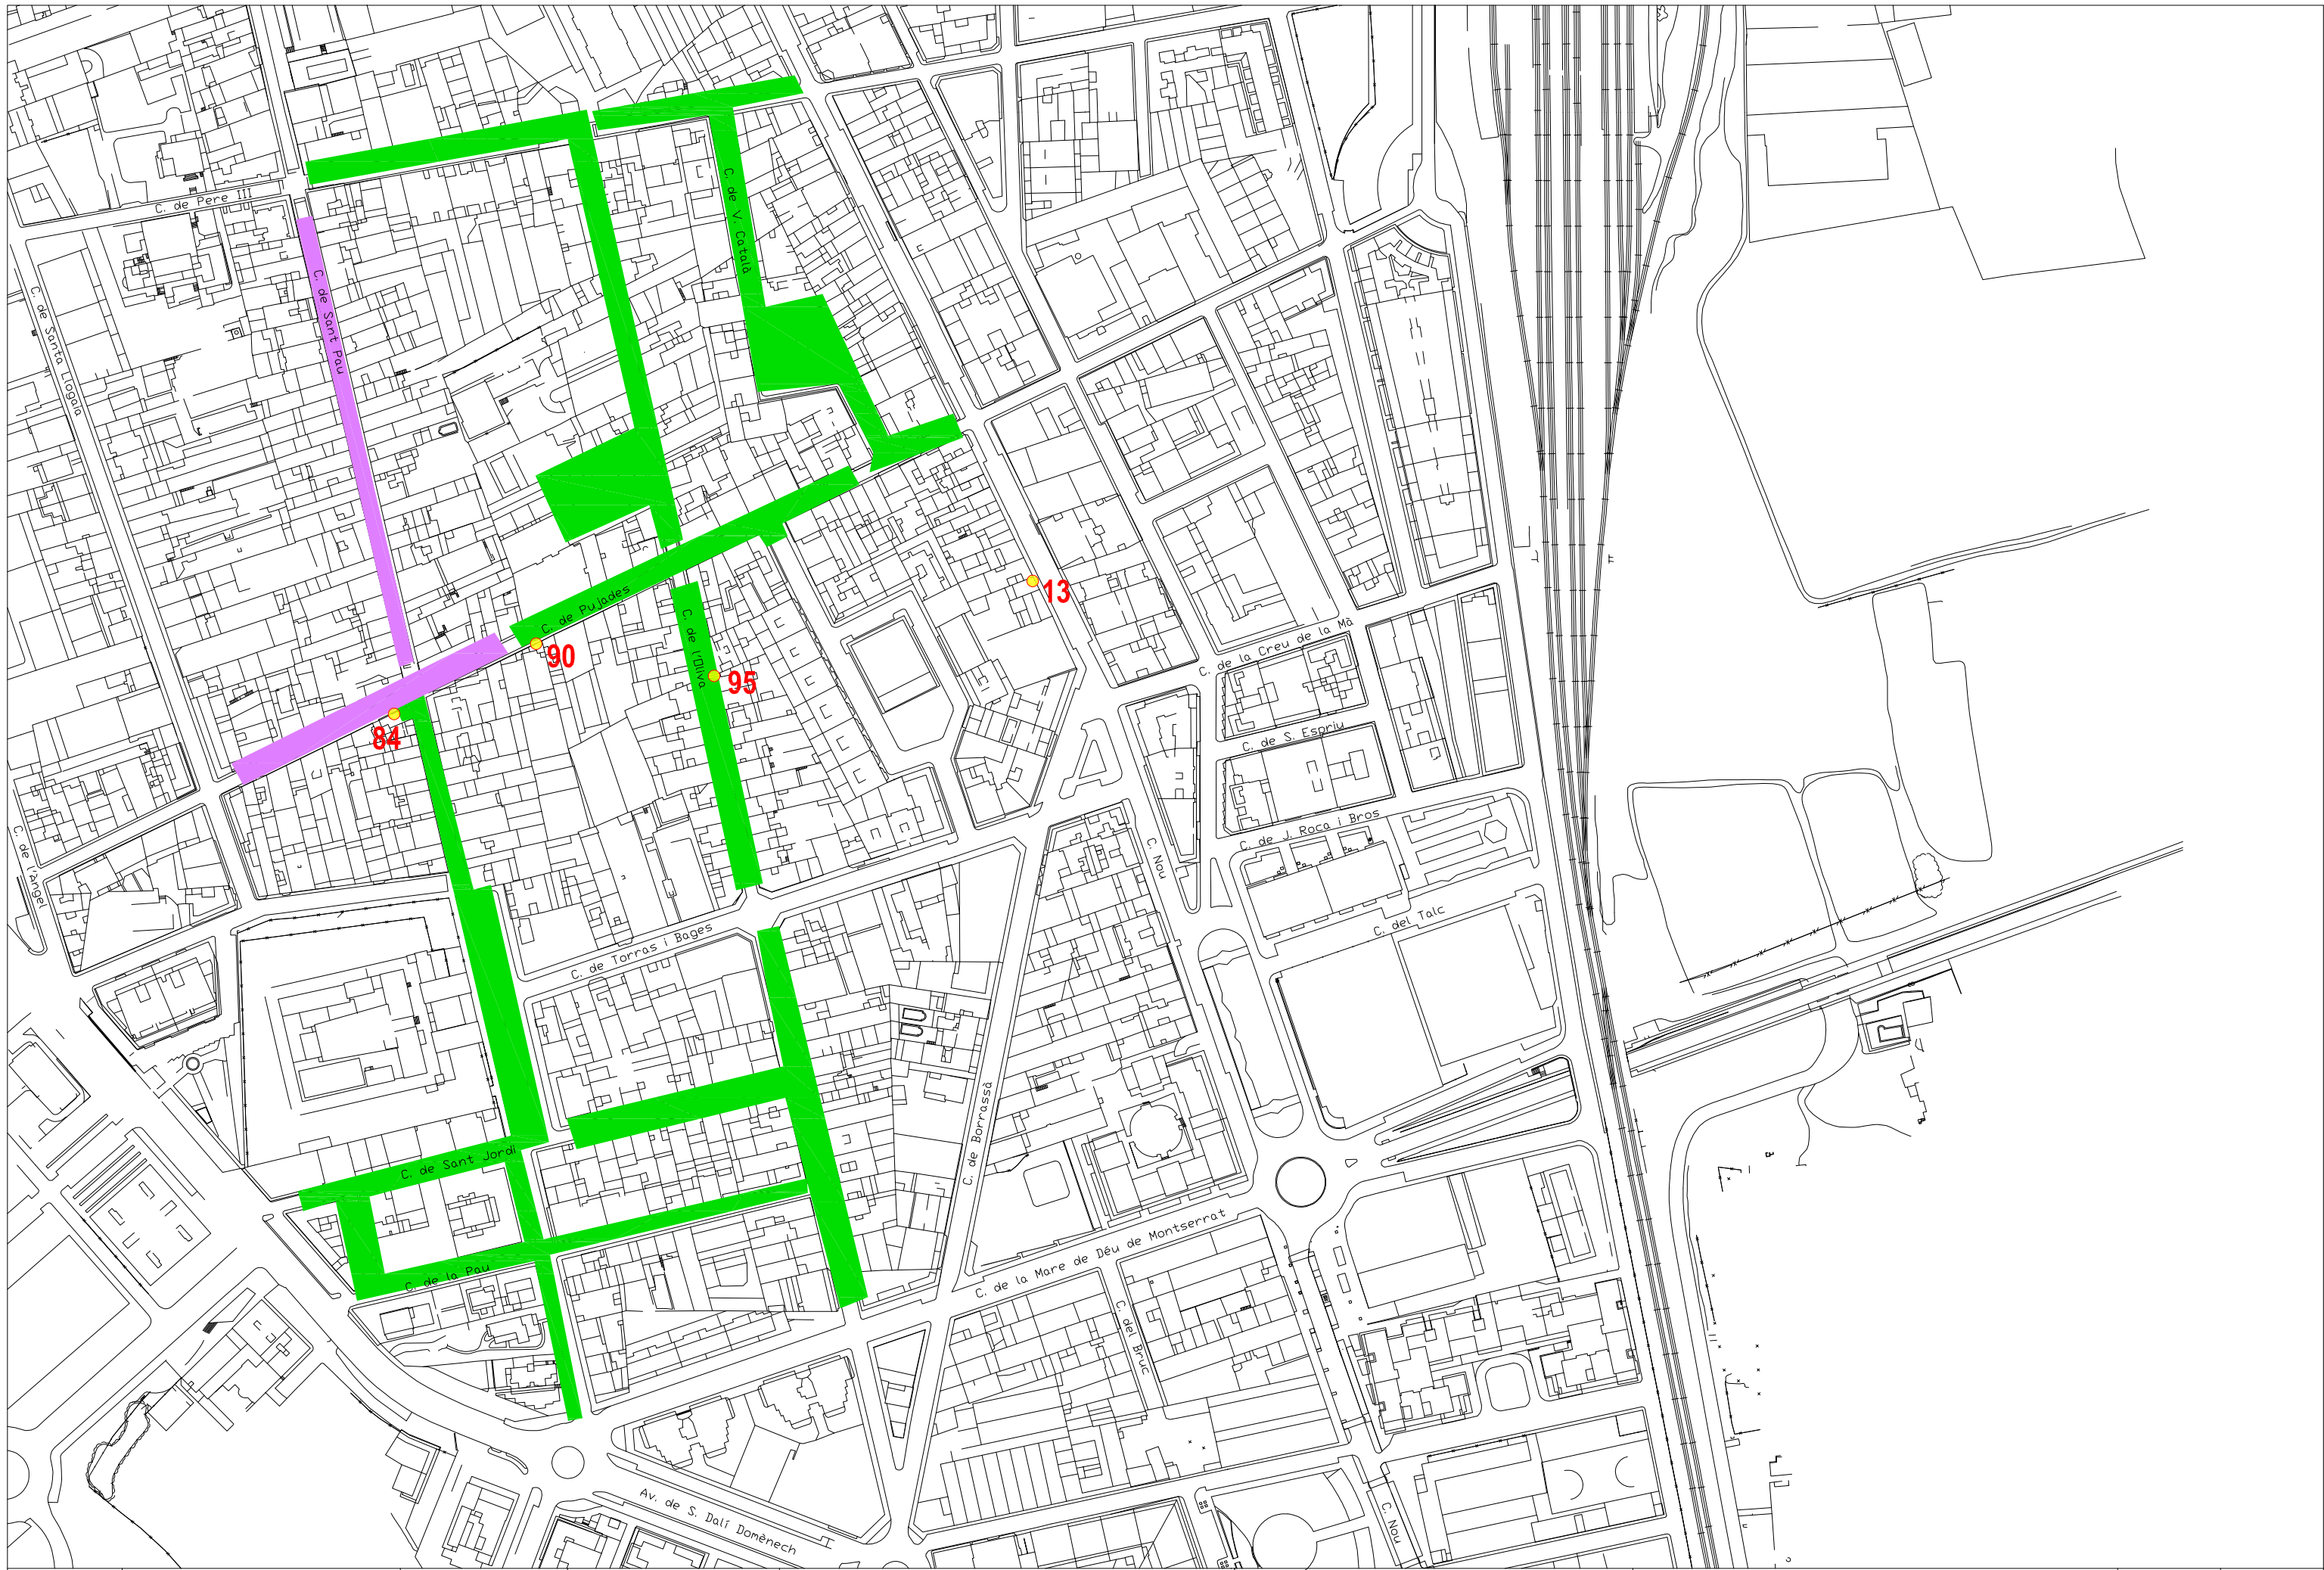 C. de Pere III
C. de V. Català
C. de Sant Pau
C. de Santa Llogaia
C. de Pujades
13
C. de l'Oliva
90
95
84
C. de la Creu de la Mà
C. de S. Espriu
C. de J. Roca i Bros
C. Nou
C. de l'Àngel
C. del Talc
C. de Torras i Bages
C. de Borrassà
C. de Sant Jordi
C. de la Mare de Déu de Montserrat
C. de la Pau
C. del Bruc
Av. de S. Dalí Domènech
C. Nou